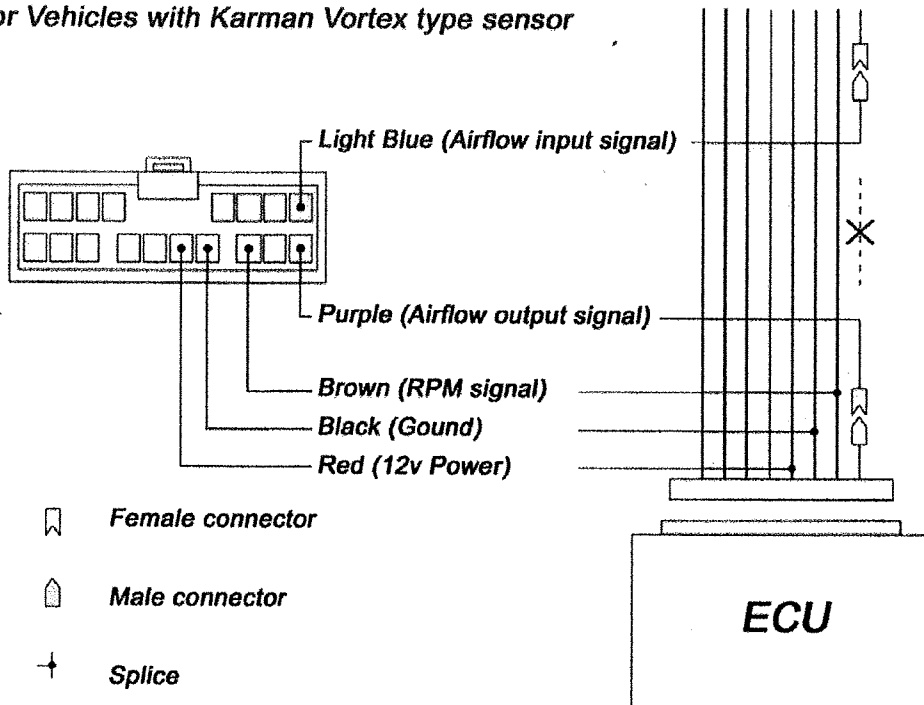 or Vehicles with Karman Vortex type sensor
Light Blue (Airflow input signal)
Purple (Airflow output signal)
Brown (RPM signal)
Black (Gound)
Red (12v Power)
Female connector
Male connector
Splice
ECU